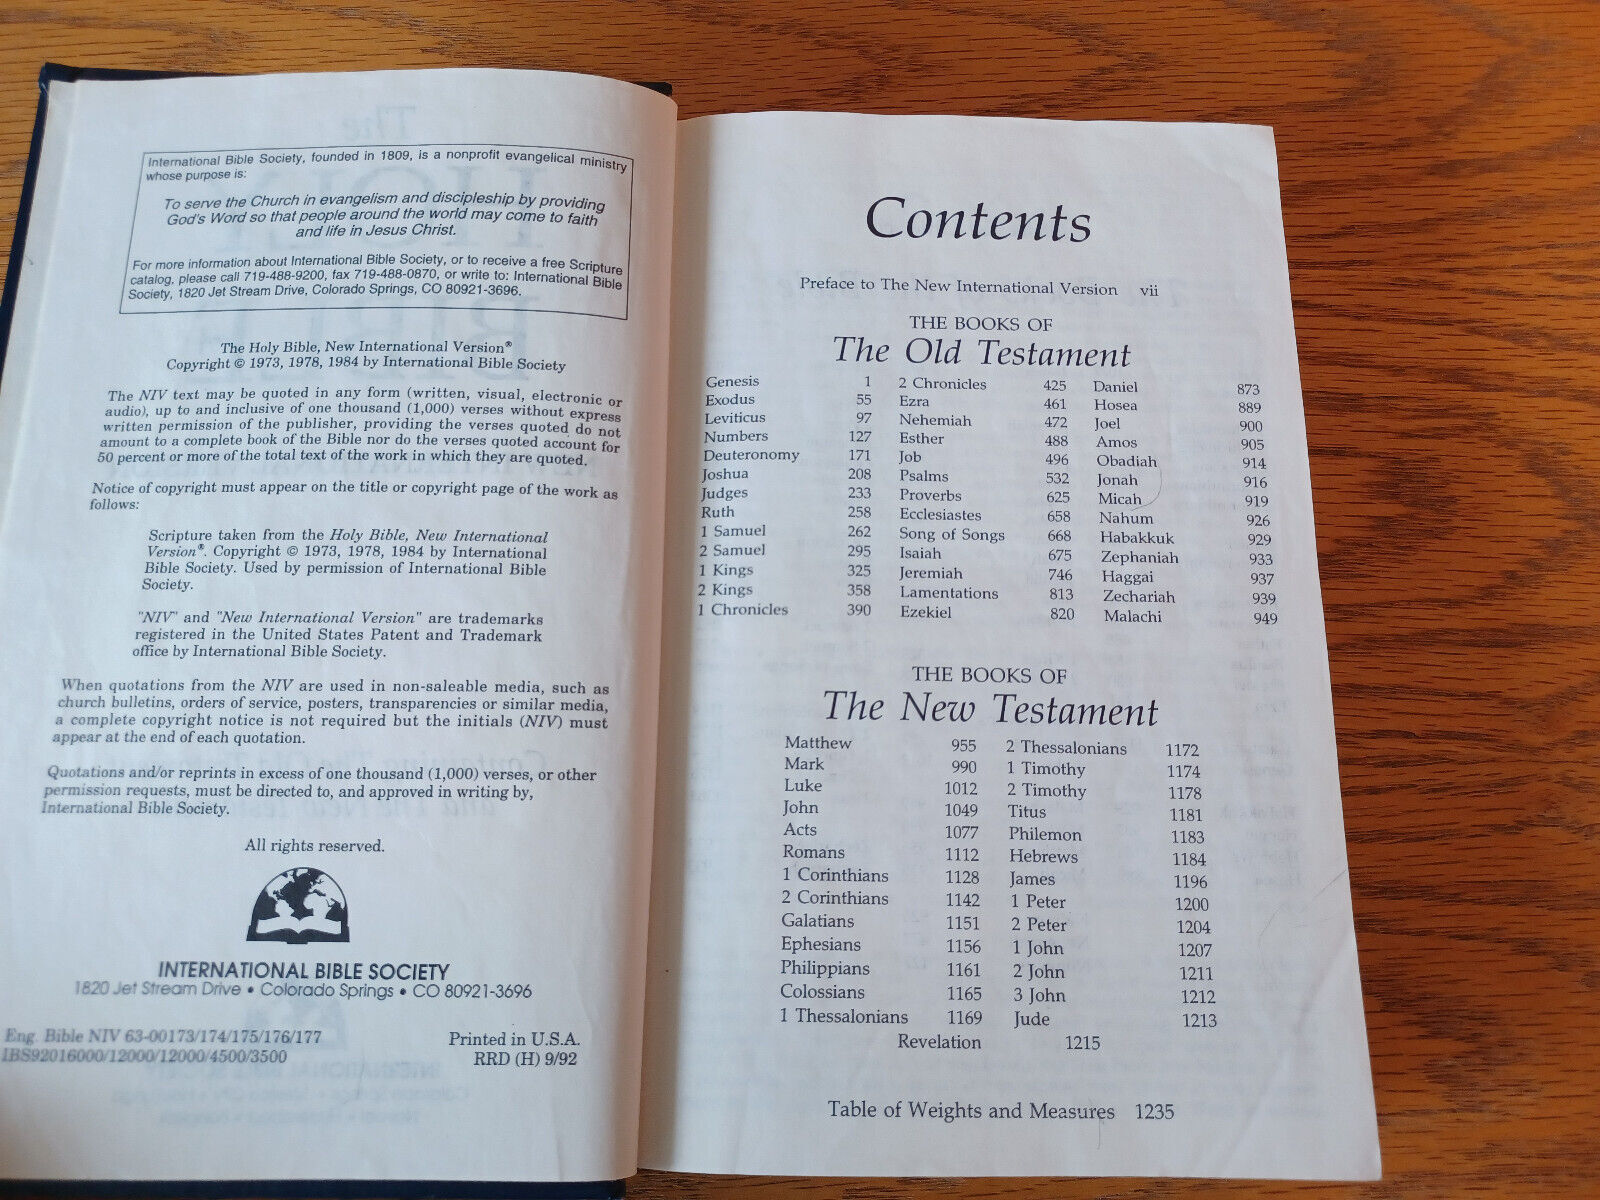 International Bible Society, founded in 1809, is a nonprofit evangelical ministry
whose purpose is:
To serve the Church in evangelism and discipleship by providing
God's Word so that people around the world may come to faith
and life in Jesus Christ.
For more information about International Bible Society, or to receive a free Scripture
catalog, please call 719-488-9200, fax 719-488-0870, or write to: International Bible
Society, 1820 Jet Stream Drive, Colorado Springs, CO 80921-3696.
The Holy Bible, New International Version®
Copyright © 1973, 1978, 1984 by International Bible Society
The NIV text may be quoted in any form (written, visual, electronic or
audio), up to and inclusive of one thousand (1,000) verses without express
written permission of the publisher, providing the verses quoted do not
amount to a complete book of the Bible nor do the verses quoted account for
50 percent or more of the total text of the work in which they are quoted.
Notice of copyright must appear on the title or copyright page of the work as
follows:
Scripture taken from the Holy Bible, New International
Version®. Copyright © 1973, 1978, 1984 by International
Bible Society. Used by permission of International Bible
Society.
"NIV" and "New International Version" are trademarks
registered in the United States Patent and Trademark
office by International Bible Society.
When quotations from the NIV are used in non-saleable media, such as
church bulletins, orders of service, posters, transparencies or similar media,
a complete copyright notice is not required but the initials (NIV) must
appear at the end of each quotation.
Quotations and/or reprints in excess of one thousand (1,000) verses, or other
permission requests, must be directed to, and approved in writing by,
International Bible Society.
All rights reserved.
INTERNATIONAL BIBLE SOCIETY
1820 Jet Stream Drive • Colorado Springs • CO 80921-3696
Eng. Bible NIV 63-00173/174/175/176/177
IBS92016000/12000/12000/4500/3500
Printed in U.S.A.
RRD (H) 9/92
Contents
Preface to The New International Version vii
THE BOOKS OF
The Old Testament
Genesis 1
Exodus 55
Leviticus 97
Numbers 127
Deuteronomy 171
Joshua 208
Judges 233
Ruth 258
1 Samuel 262
2 Samuel 295
1 Kings 325
2 Kings 358
1 Chronicles 390
2 Chronicles 425
Ezra 461
Nehemiah 472
Esther 488
Job 496
Psalms 532
Proverbs 625
Ecclesiastes 658
Song of Songs 668
Isaiah 675
Jeremiah 746
Lamentations 813
Ezekiel 820
Daniel 873
Hosea 889
Joel 900
Amos 905
Obadiah 914
Jonah 916
Micah 919
Nahum 926
Habakkuk 929
Zephaniah 933
Haggai 937
Zechariah 939
Malachi 949
THE BOOKS OF
The New Testament
Matthew 955
Mark 990
Luke 1012
John 1049
Acts 1077
Romans 1112
1 Corinthians 1128
2 Corinthians 1142
Galatians 1151
Ephesians 1156
Philippians 1161
Colossians 1165
1 Thessalonians 1169
2 Thessalonians 1172
1 Timothy 1174
2 Timothy 1178
Titus 1181
Philemon 1183
Hebrews 1184
James 1196
1 Peter 1200
2 Peter 1204
1 John 1207
2 John 1211
3 John 1212
Jude 1213
Revelation 1215
Table of Weights and Measures 1235